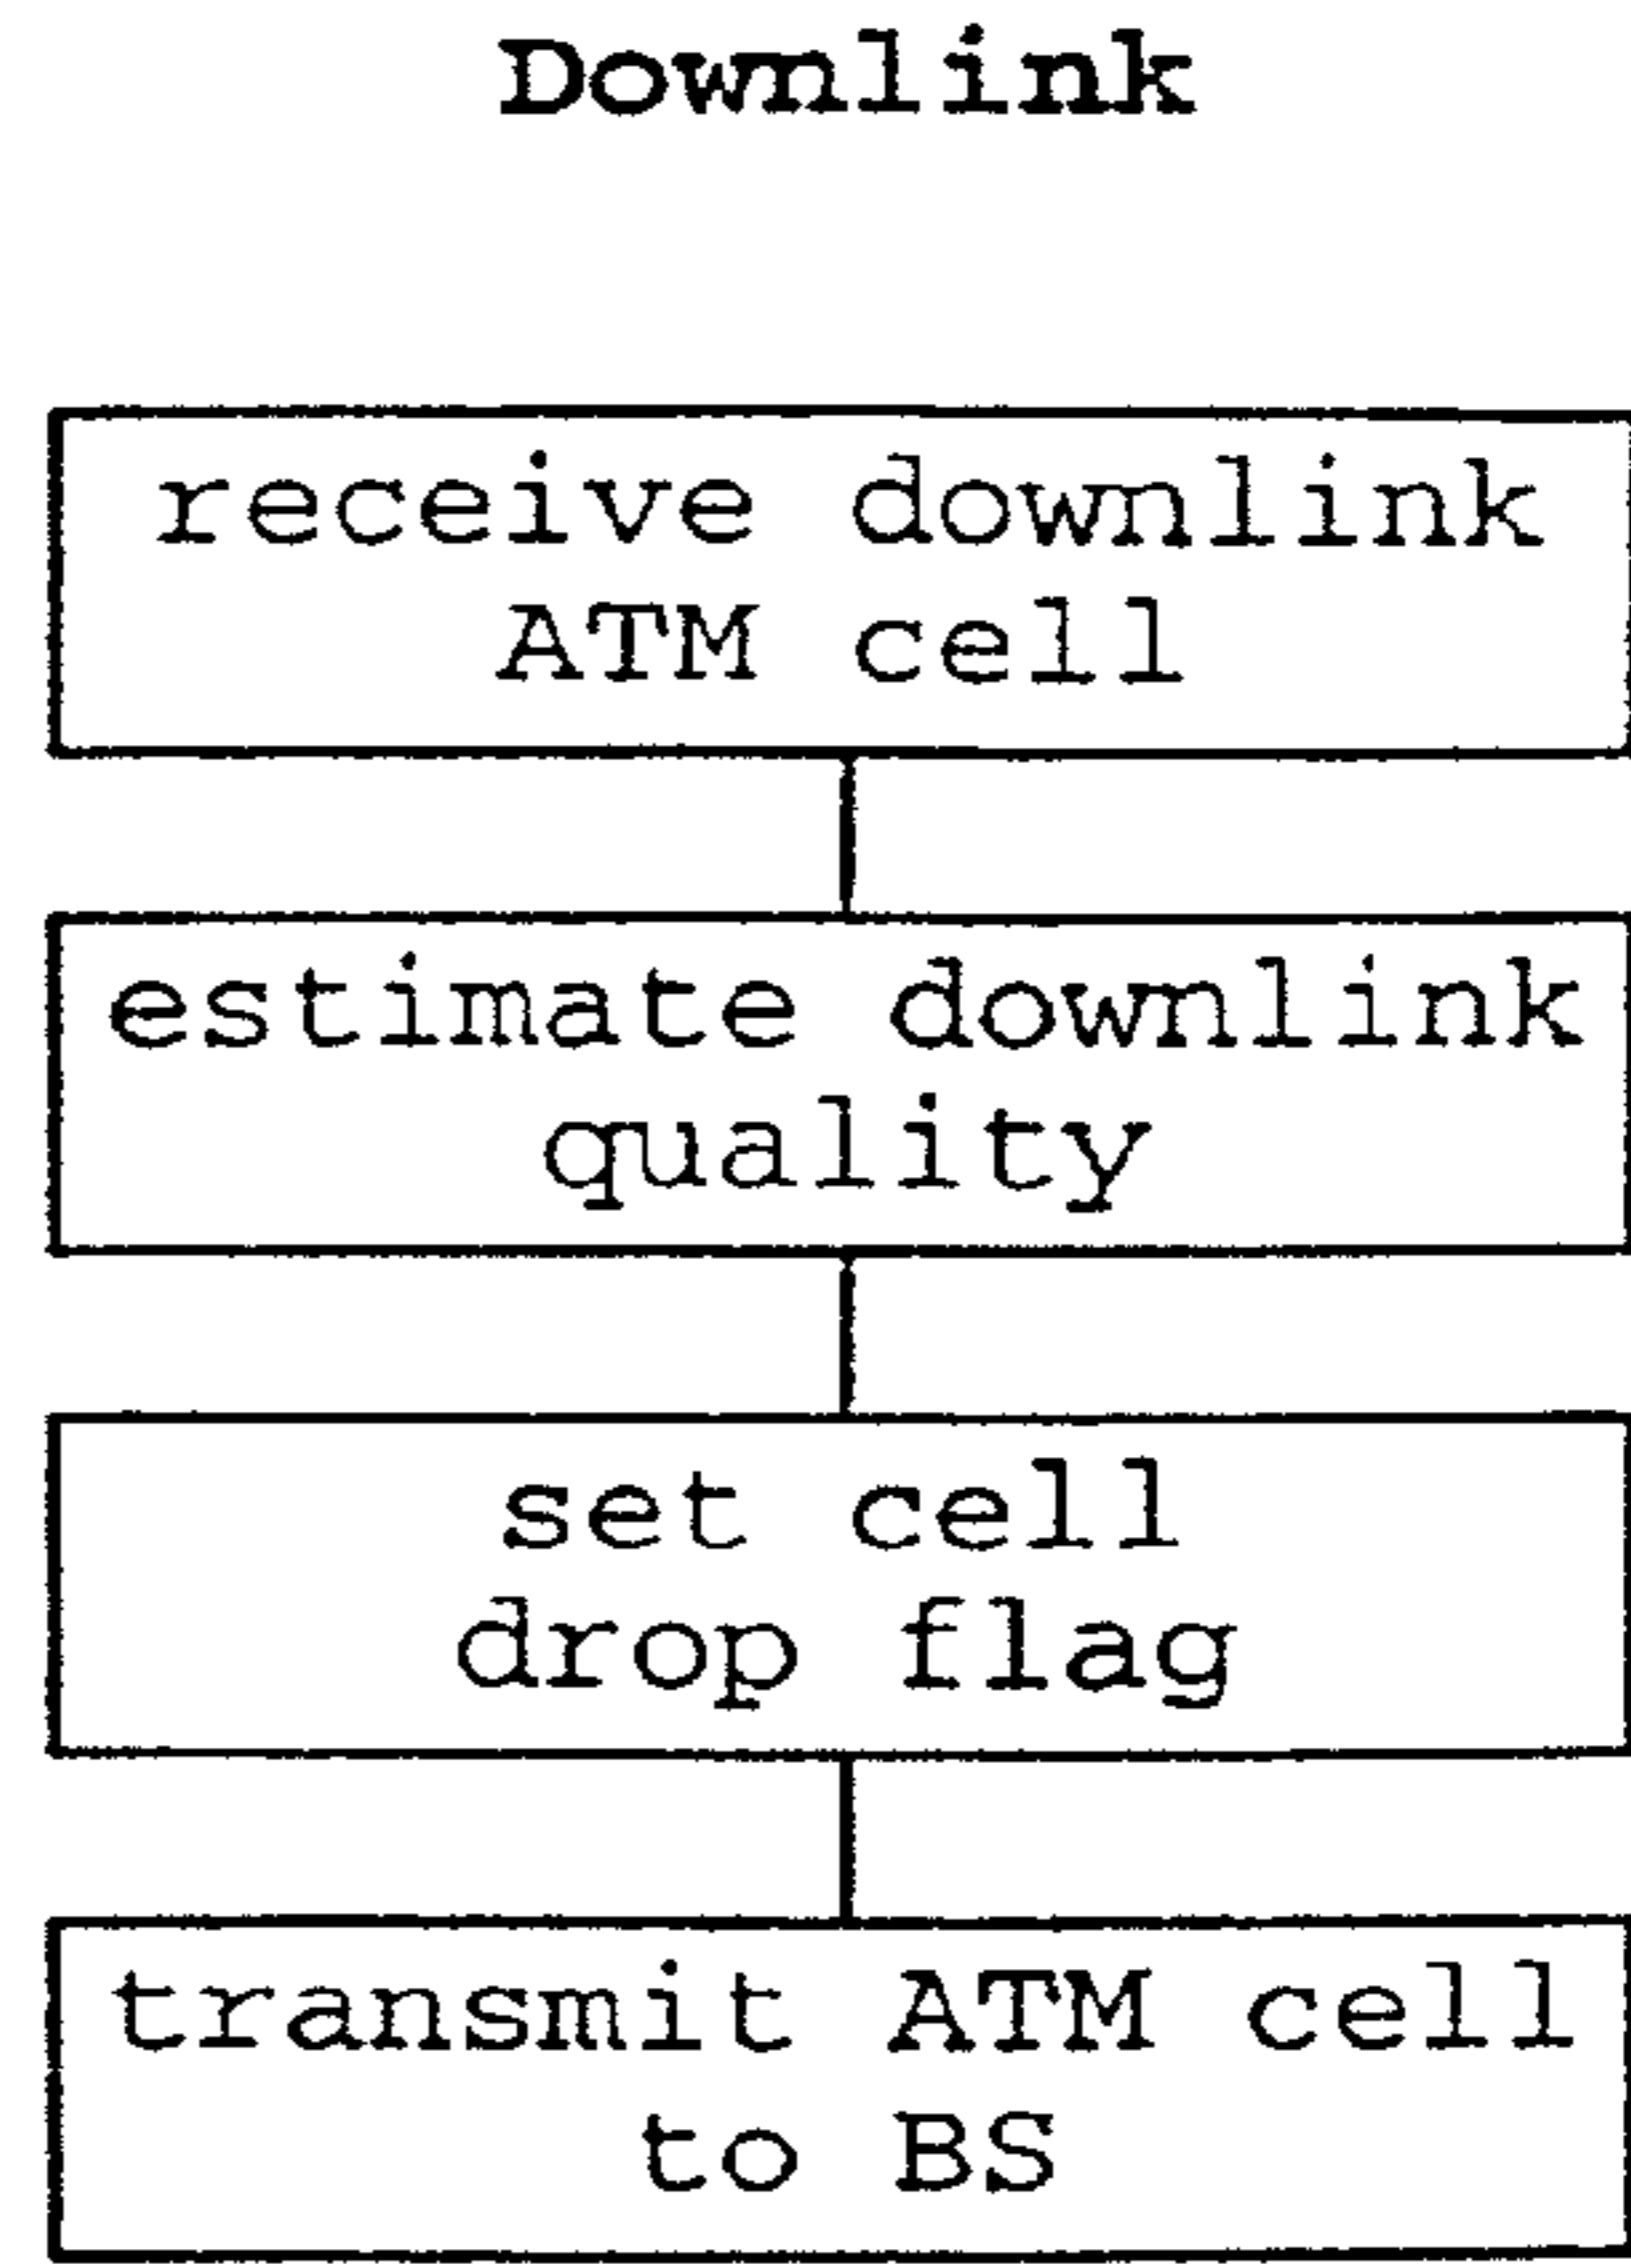 Downlink
receive downlink
ATM cell
estimate downlink
quality
set cell
drop flag
transmit ATM cell
to BS